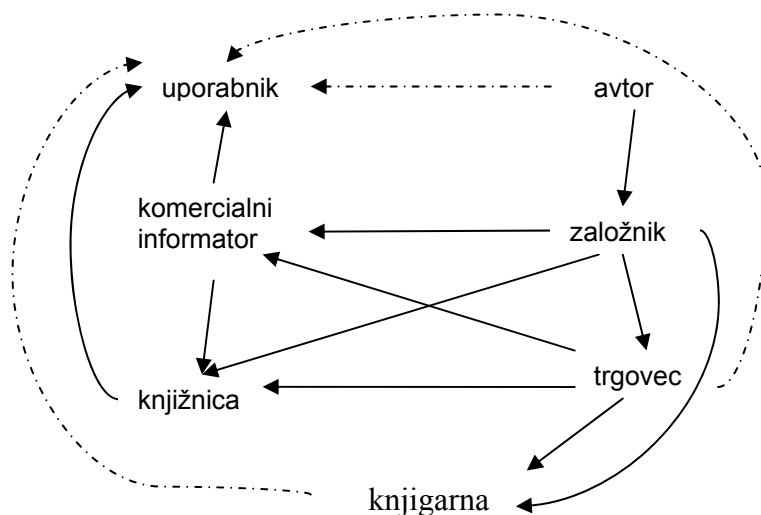 uporabnik
avtor
komercialni
informator
založnik
trgovec
knjižnica
knjigarna